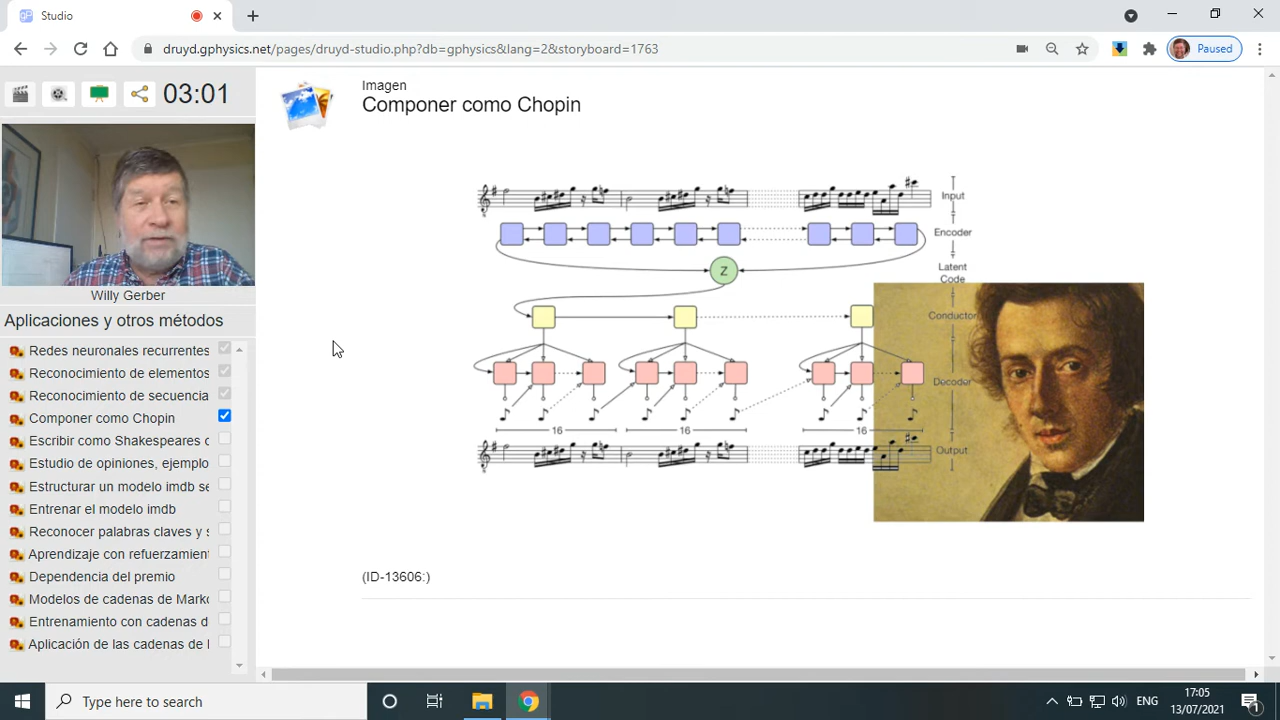 Studio
druyd.gphysics.net/pages/druyd-studio.php?db=gphysics&lang=2&storyboard=1763
Paused
03:01
Willy Gerber
Aplicaciones y otros métodos
Redes neuronales recurrentes
Reconocimiento de elementos
Reconocimiento de secuencia
Componer como Chopin
Escribir como Shakespeares c
Estudio de opiniones, ejemplo
Estructurar un modelo imdb se
Entrenar el modelo imdb
Reconocer palabras claves y s
Aprendizaje con refuerzamien
Dependencia del premio
Modelos de cadenas de Mark
Entrenamiento con cadenas d
Aplicación de las cadenas de
Imagen
Componer como Chopin
Input
Encoder
Z
Latent
Code
Conductor
Decoder
16 16 16
Output
(ID-13606:)
Type here to search
ENG
17:05
13/07/2021
1